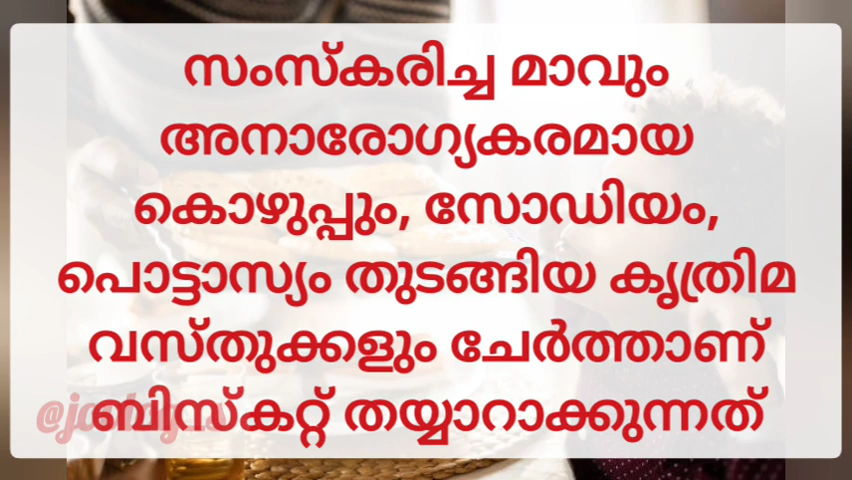 സംസ്കരിച്ച മാവും
അനാരോഗ്യകരമായ
കൊഴുപ്പും, സോഡിയം,
പൊട്ടാസ്യം തുടങ്ങിയ കൃത്രിമ
വസ്തുക്കളും ചേർത്താണ്
ബിസ്കറ്റ് തയ്യാറാക്കുന്നത്